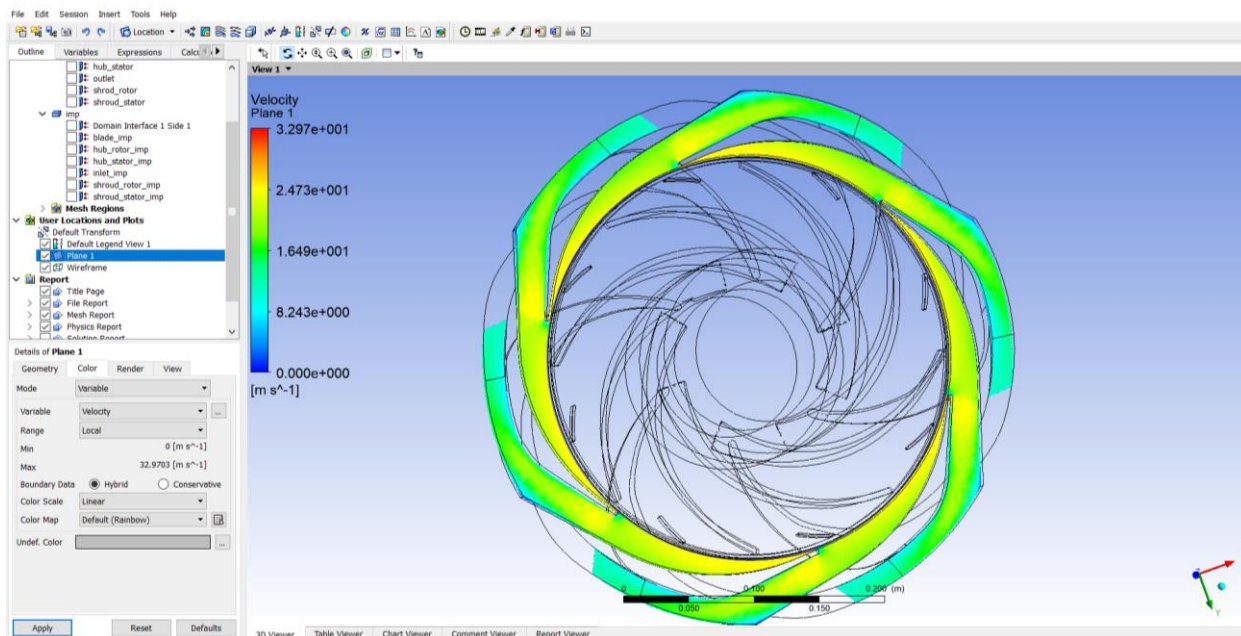 File Edit Session Insert Tools Help
Location
Outline Variables Expressions
View 1
hub_stator
outlet
shrod_rotor
shroud_stator
imp
Domain Interface 1 Side 1
blade_imp
hub_rotor_imp
hub_stator_imp
inlet_imp
shroud_rotor_imp
shroud_stator_imp
Mesh Regions
User Locations and Plots
Default Transform
Default Legend View 1
Plane 1
Wireframe
Report
Title Page
File Report
Mesh Report
Physics Report
Solution Report
Details of Plane 1
Geometry Color Render View
Mode Variable
Variable Velocity ...
Range Local
Min 0 [m s^-1]
Max 32.9703 [m s^-1]
Boundary Data Hybrid Conservative
Color Scale Linear
Color Map Default (Rainbow)
Undef. Color ...
Apply Reset Defaults
Velocity
Plane 1
3.297e+001
2.473e+001
1.649e+001
8.243e+000
0.000e+000
[m s^-1]
0 0.100 0.200 (m)
0.050 0.150
Y
3D Viewer Table Viewer Chart Viewer Comment Viewer Report Viewer